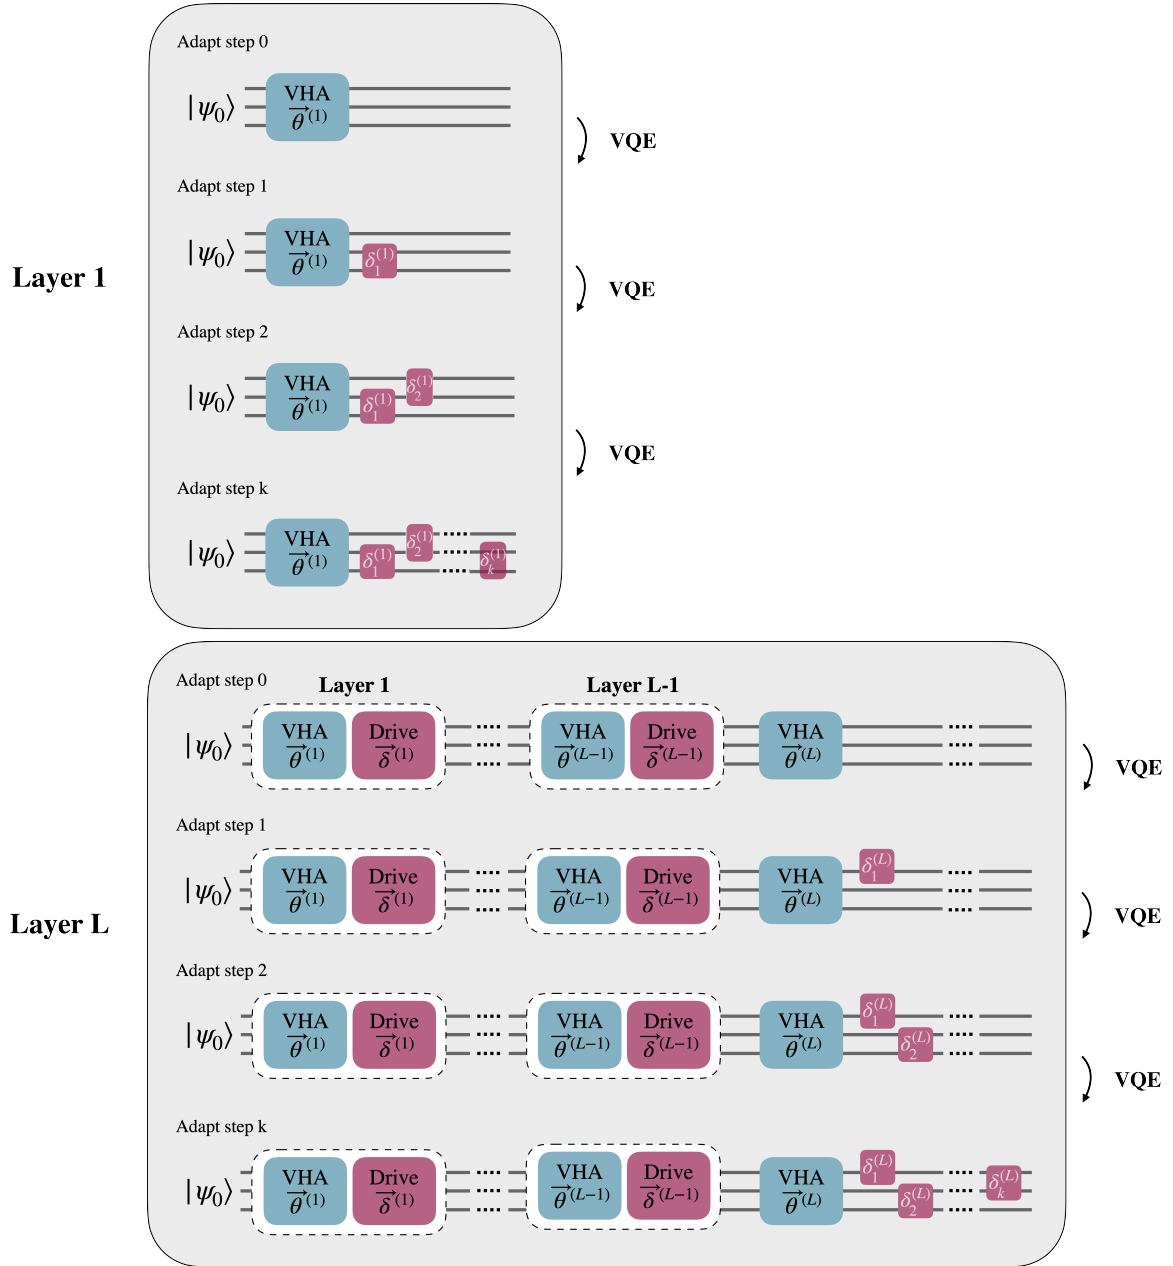 Adapt step 0
|ψ₀⟩
VHA
θ⃗⁽¹⁾
VQE
Adapt step 1
|ψ₀⟩
VHA
θ⃗⁽¹⁾
δ₁⁽¹⁾
Layer 1
VQE
Adapt step 2
|ψ₀⟩
VHA
θ⃗⁽¹⁾
δ₁⁽¹⁾
δ₂⁽¹⁾
VQE
Adapt step k
|ψ₀⟩
VHA
θ⃗⁽¹⁾
δ₁⁽¹⁾
δ₂⁽¹⁾
....
....
....
δₖ⁽¹⁾
Adapt step 0
Layer 1
Layer L-1
|ψ₀⟩
VHA
θ⃗⁽¹⁾
Drive
δ⃗⁽¹⁾
....
....
....
VHA
θ⃗⁽ᴸ⁻¹⁾
Drive
δ⃗⁽ᴸ⁻¹⁾
VHA
θ⃗⁽ᴸ⁾
....
....
....
VQE
Adapt step 1
|ψ₀⟩
VHA
θ⃗⁽¹⁾
Drive
δ⃗⁽¹⁾
....
....
....
VHA
θ⃗⁽ᴸ⁻¹⁾
Drive
δ⃗⁽ᴸ⁻¹⁾
VHA
θ⃗⁽ᴸ⁾
δ₁⁽ᴸ⁾
....
....
....
Layer L
VQE
Adapt step 2
|ψ₀⟩
VHA
θ⃗⁽¹⁾
Drive
δ⃗⁽¹⁾
....
....
....
VHA
θ⃗⁽ᴸ⁻¹⁾
Drive
δ⃗⁽ᴸ⁻¹⁾
VHA
θ⃗⁽ᴸ⁾
δ₁⁽ᴸ⁾
δ₂⁽ᴸ⁾
....
....
....
VQE
Adapt step k
|ψ₀⟩
VHA
θ⃗⁽¹⁾
Drive
δ⃗⁽¹⁾
....
....
....
VHA
θ⃗⁽ᴸ⁻¹⁾
Drive
δ⃗⁽ᴸ⁻¹⁾
VHA
θ⃗⁽ᴸ⁾
δ₁⁽ᴸ⁾
δ₂⁽ᴸ⁾
....
....
....
δₖ⁽ᴸ⁾